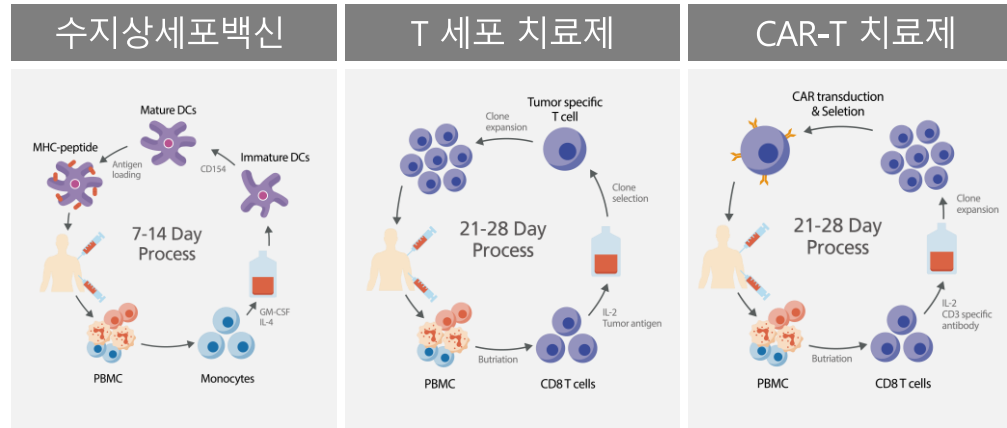 수지상세포백신
Mature DCs
MHC-peptide
Antigen
loading
CD154
Immature DCs
7-14 Day
Process
GM-CSF
IL-4
PBMC
Monocytes
T 세포 치료제
Tumor specific
T cell
Clone
expansion
Clone
selection
21-28 Day
Process
IL-2
Tumor antigen
Butriation
PBMC
CD8 T cells
CAR-T 치료제
CAR transduction
& Seletion
Clone
expansion
21-28 Day
Process
IL-2
CD3 specific
antibody
Butriation
PBMC
CD8 T cells